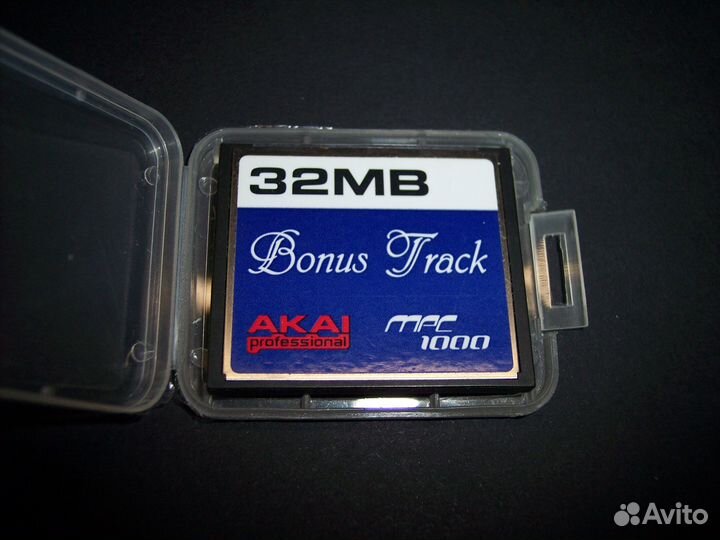 32MB
Bonus Track
AKAI
professional
MPC
1000
Avito